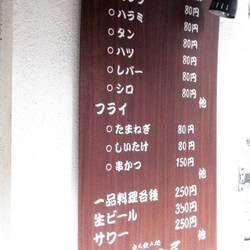 80円
○ハラミ 80円
○タン 80円
○ハツ 80円
○レバー 80円
○シロ 80円
他
フライ
○たまねぎ 80円
○しいたけ 80円
○串かつ 150円
他
一品料理各種 250円
生ビール 350円
サワー 250円
他